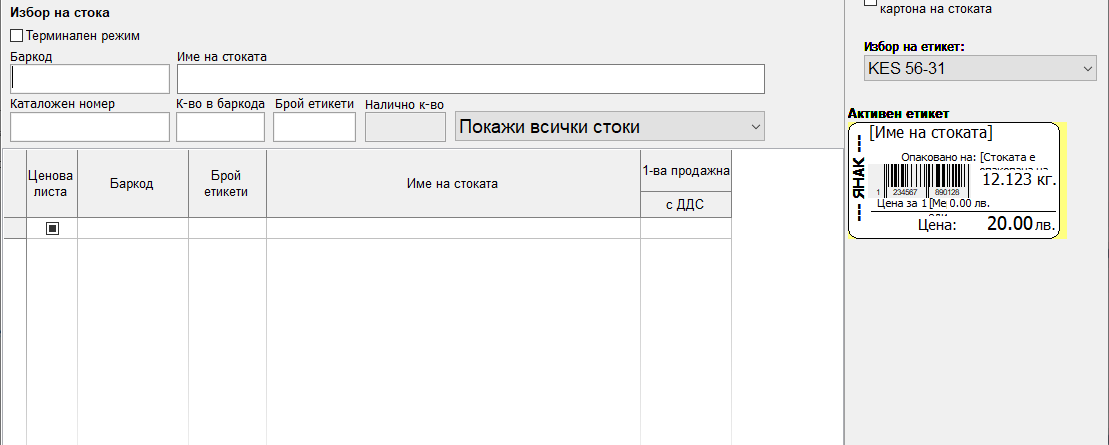 Избор на стока
Терминален режим
Баркод
Име на стоката
Каталожен номер
К-во в баркода
Брой етикети
Налично к-во
Покажи всички стоки
Ценова листа
Баркод
Брой етикети
Име на стоката
1-ва продажна
с ДДС
картона на стоката
Избор на етикет:
KES 56-31
Активен етикет
--- ЯНАК ---
[Име на стоката]
Опаковано на: [Стоката е
12.123 кг.
1 234567 890128
Цена за 1 [Ме 0.00 лв.
Цена: 20.00 лв.